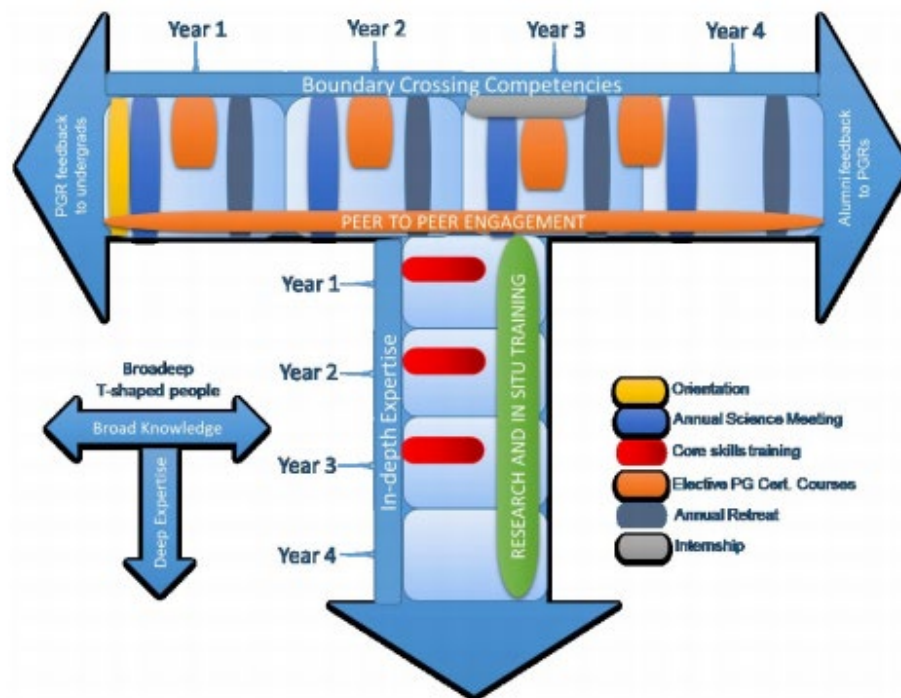 Year 1
Year 2
Year 3
Year 4
Boundary Crossing Competencies
PGR feedback
to undergrads
Alumni feedback
to PGRs
PEER TO PEER ENGAGEMENT
Year 1
Year 2
Year 3
Year 4
In-depth Expertise
RESEARCH AND IN SITU TRAINING
Broadeep
T-shaped people
Broad Knowledge
Deep Expertise
Orientation
Annual Science Meeting
Core skills training
Elective PG Cert. Courses
Annual Retreat
Internship